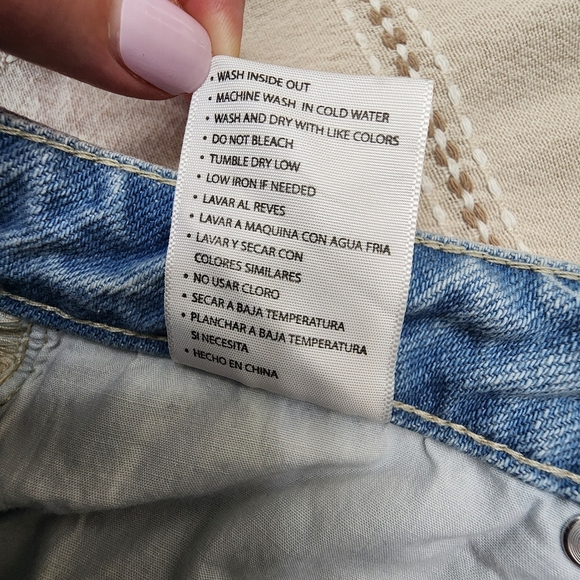 • WASH INSIDE OUT
• MACHINE WASH IN COLD WATER
• WASH AND DRY WITH LIKE COLORS
• DO NOT BLEACH
• TUMBLE DRY LOW
• LOW IRON IF NEEDED
• LAVAR AL REVES
• LAVAR A MAQUINA CON AGUA FRIA
• LAVAR Y SECAR CON
COLORES SIMILARES
• NO USAR CLORO
• SECAR A BAJA TEMPERATURA
• PLANCHAR A BAJA TEMPERATURA
SI NECESITA
• HECHO EN CHINA